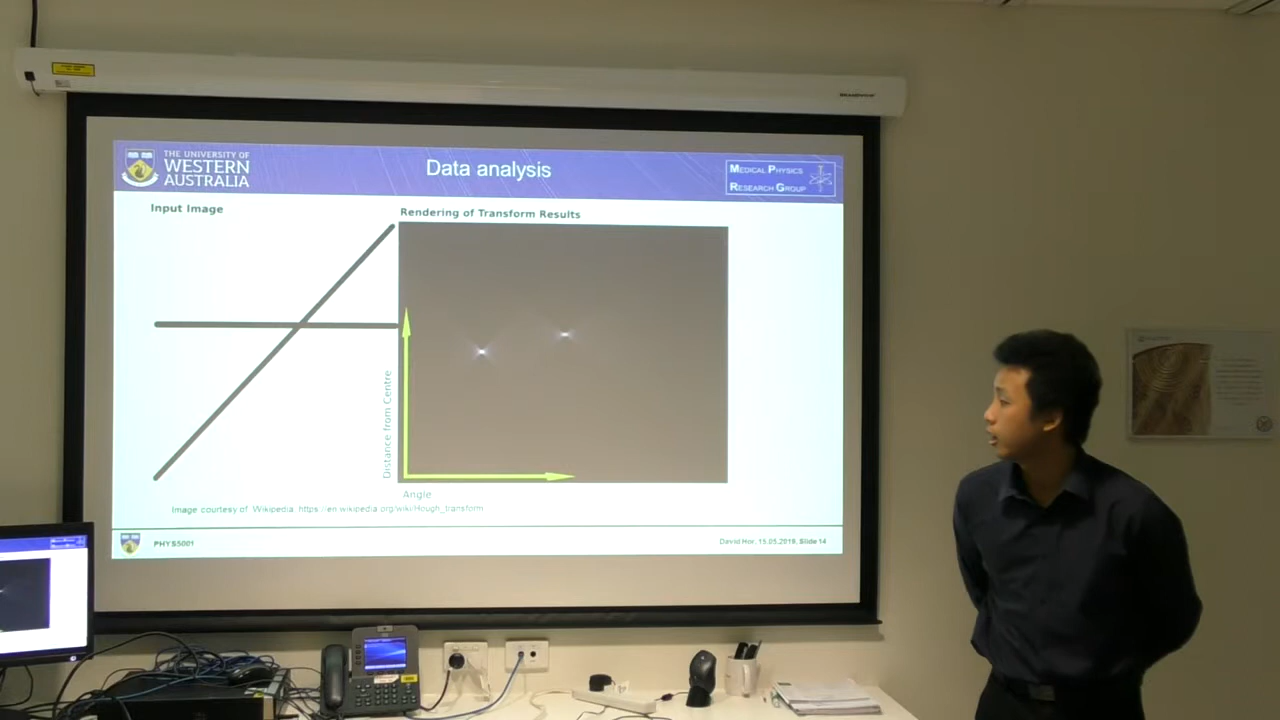 THE UNIVERSITY OF
WESTERN
AUSTRALIA
Data analysis
MEDICAL PHYSICS
RESEARCH GROUP
Input Image
Rendering of Transform Results
Distance from Centre
Angle
Image courtesy of Wikipedia. https://en.wikipedia.org/wiki/Hough_transform
PHYS5001
David Hor, 15.05.2019, Slide 14